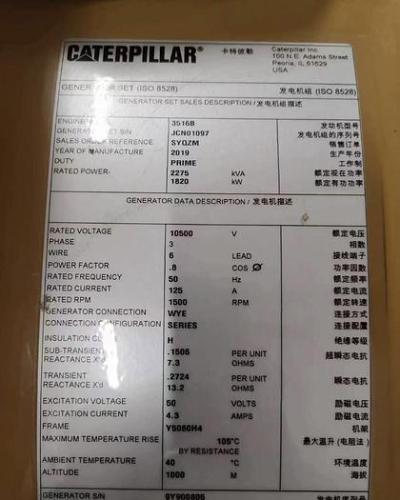 CATERPILLAR® 卡特彼勒 Caterpillar Inc.
100 N.E. Adams Street
Peoria, IL 61629
USA
SET (ISO 8528) 发电机组 (ISO 8528)
GENERATOR SET SALES DESCRIPTION / 发电机组描述
ENGINE 3516B 发动机型号
GENERATOR SET S/N JCN01097 发电机组的序列号
SALES ORDER REFERENCE SYQZM 销售订单
YEAR OF MANUFACTURE 2019 生产年份
DUTY PRIME 工作制
RATED POWER 2275 kVA 额定现在功率
1820 kW 额定有功功率
GENERATOR DATA DESCRIPTION / 发电机描述
RATED VOLTAGE 10500 V 额定电压
PHASE 3 相数
WIRE 6 LEAD 接线端子
POWER FACTOR .8 COS Ø 功率因数
RATED FREQUENCY 50 Hz 额定频率
RATED CURRENT 125 A 额定电流
RATED RPM 1500 RPM 额定转速
GENERATOR CONNECTION WYE 连接方式
CONNECTION CONFIGURATION SERIES 连接配置
INSULATION H 绝缘等级
SUB-TRANSIENT .1506 PER UNIT 超瞬态电抗
REACTANCE 7.3 OHMS
TRANSIENT .2724 PER UNIT 瞬态电抗
REACTANCE X'd 13.2 OHMS
EXCITATION VOLTAGE 50 VOLTS 励磁电压
EXCITATION CURRENT 4.3 AMPS 励磁电流
FRAME Y5080H4 机架
MAXIMUM TEMPERATURE RISE 105°C 最大温升 (电阻法)
BY RESISTANCE
AMBIENT TEMPERATURE 40 °C 环境温度
ALTITUDE 1000 M 海拔
GENERATOR S/N